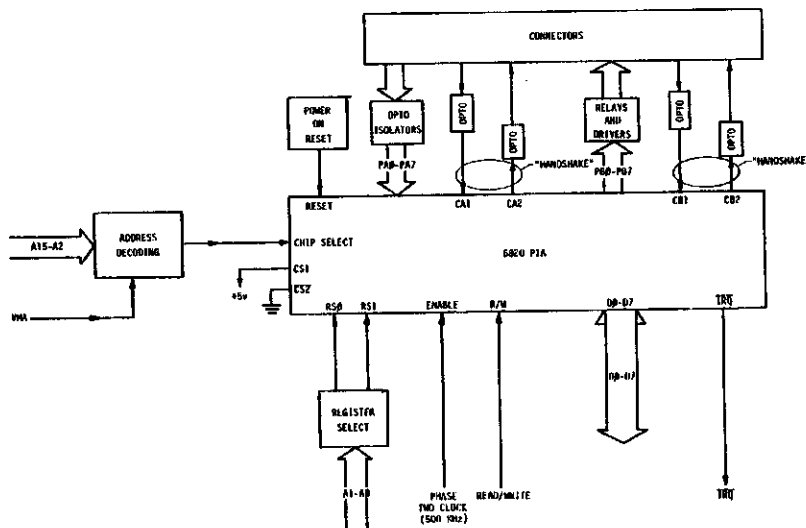 CONNECTORS
POWER
ON
RESET
OPTO
ISOLATORS
OPTO
OPTO
RELAYS
AND
DRIVERS
OPTO
OPTO
PA0-PA7
"HANDSHAKE"
PB0-PB7
"HANDSHAKE"
RESET
CA1
CA2
CB1
CB2
A15-A2
ADDRESS
DECODING
CHIP SELECT
6820 PIA
CS1
+5v
CS2
VMA
RS0
RS1
ENABLE
R/W
D0-D7
IRQ
D0-D7
REGISTER
SELECT
A1-A0
PHASE
TWO CLOCK
(500 KHz)
READ/WRITE
IRQ